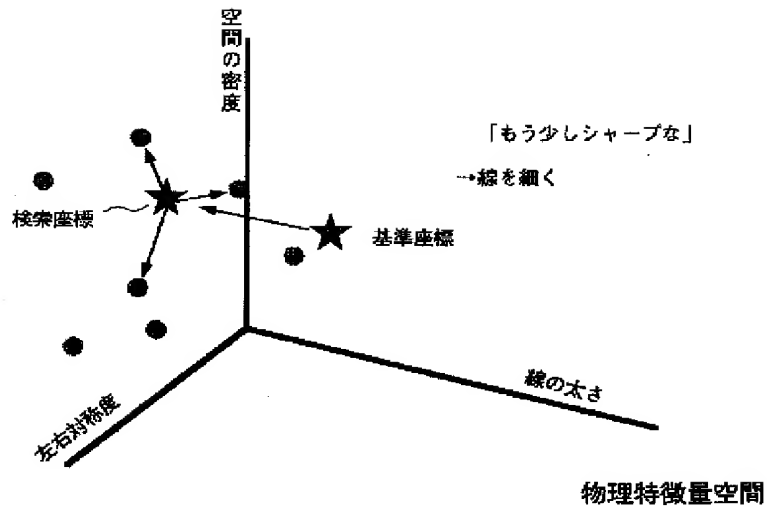 空間の密度
「もう少しシャープな」
→線を細く
検索座標
基準座標
線の太さ
左右対称度
物理特徴量空間